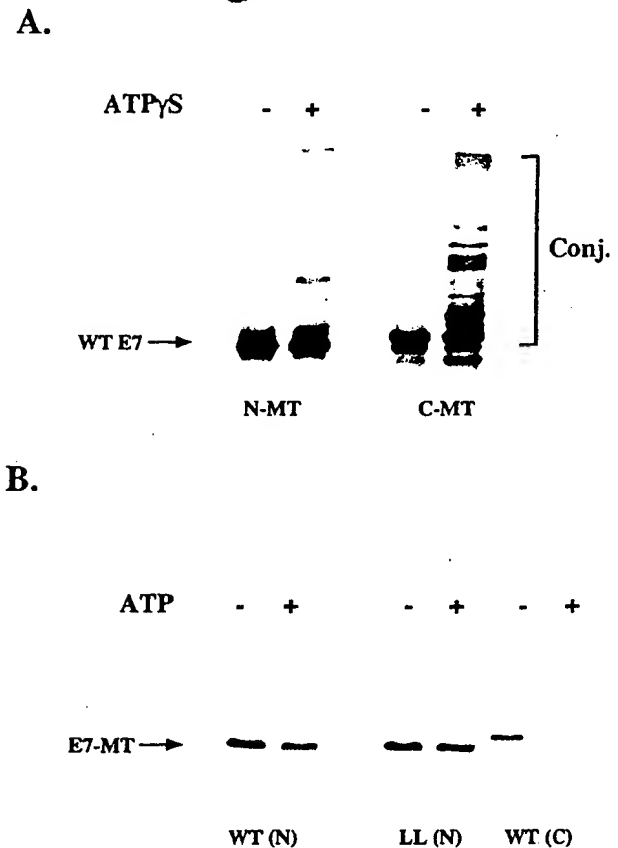 A.
ATPγS - + - +
Conj.
WT E7
N-MT C-MT
B.
ATP - + - + - +
E7-MT
WT (N) LL (N) WT (C)